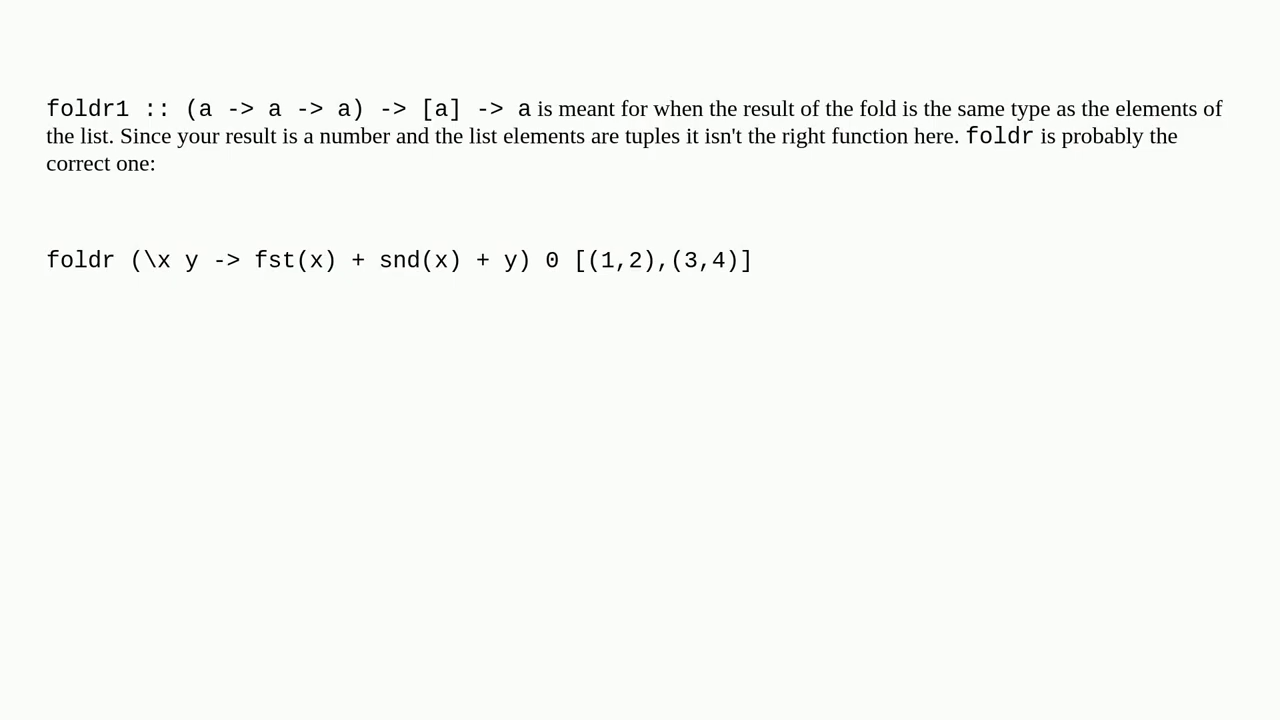 foldr1 :: (a -> a -> a) -> [a] -> a is meant for when the result of the fold is the same type as the elements of
the list. Since your result is a number and the list elements are tuples it isn't the right function here. foldr is probably the
correct one:
foldr (\x y -> fst(x) + snd(x) + y) 0 [(1,2),(3,4)]